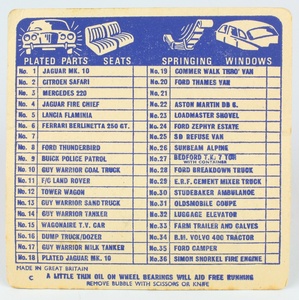 PLATED PARTS SEATS SPRINGING WINDOWS
No. 1 JAGUAR MK. 10
No. 2 CITROEN SAFARI
No. 3 MERCEDES 220
No. 4 JAGUAR FIRE CHIEF
No. 5 LANCIA FLAMINIA
No. 6 FERRARI BERLINETTA 250 GT.
No. 7
No. 8 FORD THUNDERBIRD
No. 9 BUICK POLICE PATROL
No. 10 GUY WARRIOR COAL TRUCK
No. 11 F/C LAND ROVER
No. 12 TOWER WAGON
No. 13 GUY WARRIOR SAND TRUCK
No. 14 GUY WARRIOR TANKER
No. 15 WAGONAIRE T.V. CAR
No. 16 DUMP TRUCK/DOZER
No. 17 GUY WARRIOR MILK TANKER
No. 18 PLATED JAGUAR MK. 10
No. 19 COMMER WALK THRO' VAN
No. 20 FORD THAMES VAN
No. 21
No. 22 ASTON MARTIN DB 6.
No. 23 LOADMASTER SHOVEL
No. 24 FORD ZEPHYR ESTATE
No. 25 SD REFUSE VAN
No. 26 SUNBEAM ALPINE
No. 27 BEDFORD T.K. 7 TON
WITH CONTAINER
No. 28 FORD BREAKDOWN TRUCK
No. 29 E.R.F. CEMENT MIXER TRUCK
No. 30 STUDEBAKER AMBULANCE
No. 31 OLDSMOBILE COUPE
No. 32 LUGGAGE ELEVATOR
No. 33 FARM TRAILER AND CALVES
No. 34 B.M. VOLVO 400 TRACTOR
No. 35 FORD CAMPER
No. 36 SIMON SNORKEL FIRE ENGINE
MADE IN GREAT BRITAIN
C A LITTLE THIN OIL ON WHEEL BEARINGS WILL AID FREE RUNNING
REMOVE BUBBLE WITH SCISSORS OR KNIFE